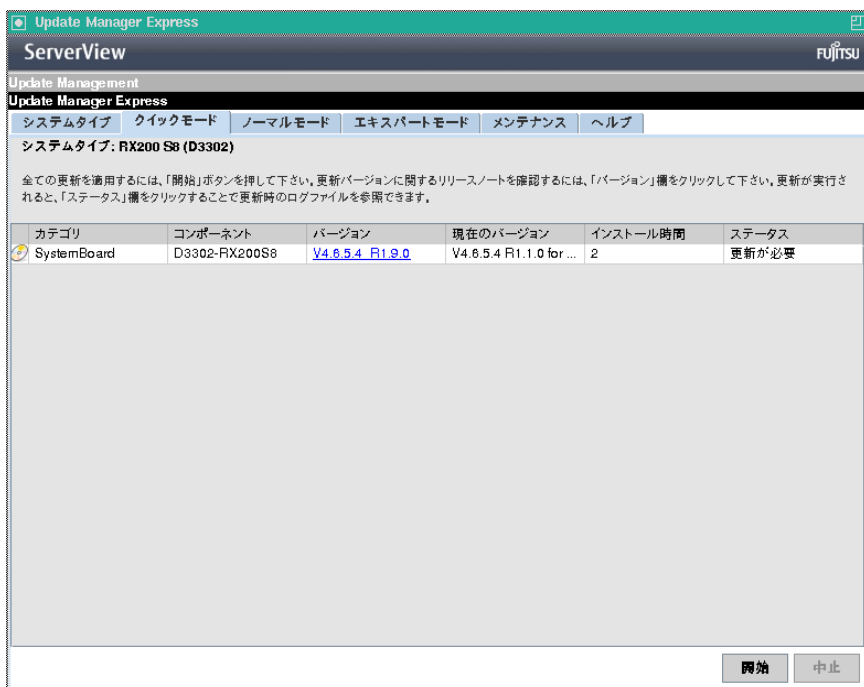 Update Manager Express
ServerView
FUJITSU
Update Management
Update Manager Express
システムタイプ クイックモード ノーマルモード エキスパートモード メンテナンス ヘルプ
システムタイプ: RX200 S8 (D3302)
全ての更新を適用するには、「開始」ボタンを押して下さい。更新バージョンに関するリリースノートを確認するには、「バージョン」欄をクリックして下さい。更新が実行さ
れると、「ステータス」欄をクリックすることで更新時のログファイルを参照できます。
カテゴリ コンポーネント バージョン 現在のバージョン インストール時間 ステータス
SystemBoard D3302-RX200S8 V4.6.5.4 R1.9.0 V4.6.5.4 R1.1.0 for ... 2 更新が必要
開始 中止